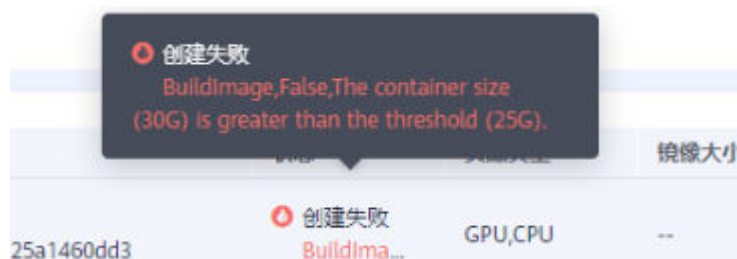 创建失败
BuildImage,False,The container size
(30G) is greater than the threshold (25G).
镜像大小
创建失败
GPU,CPU
--
25a1460dd3
BuildIma...